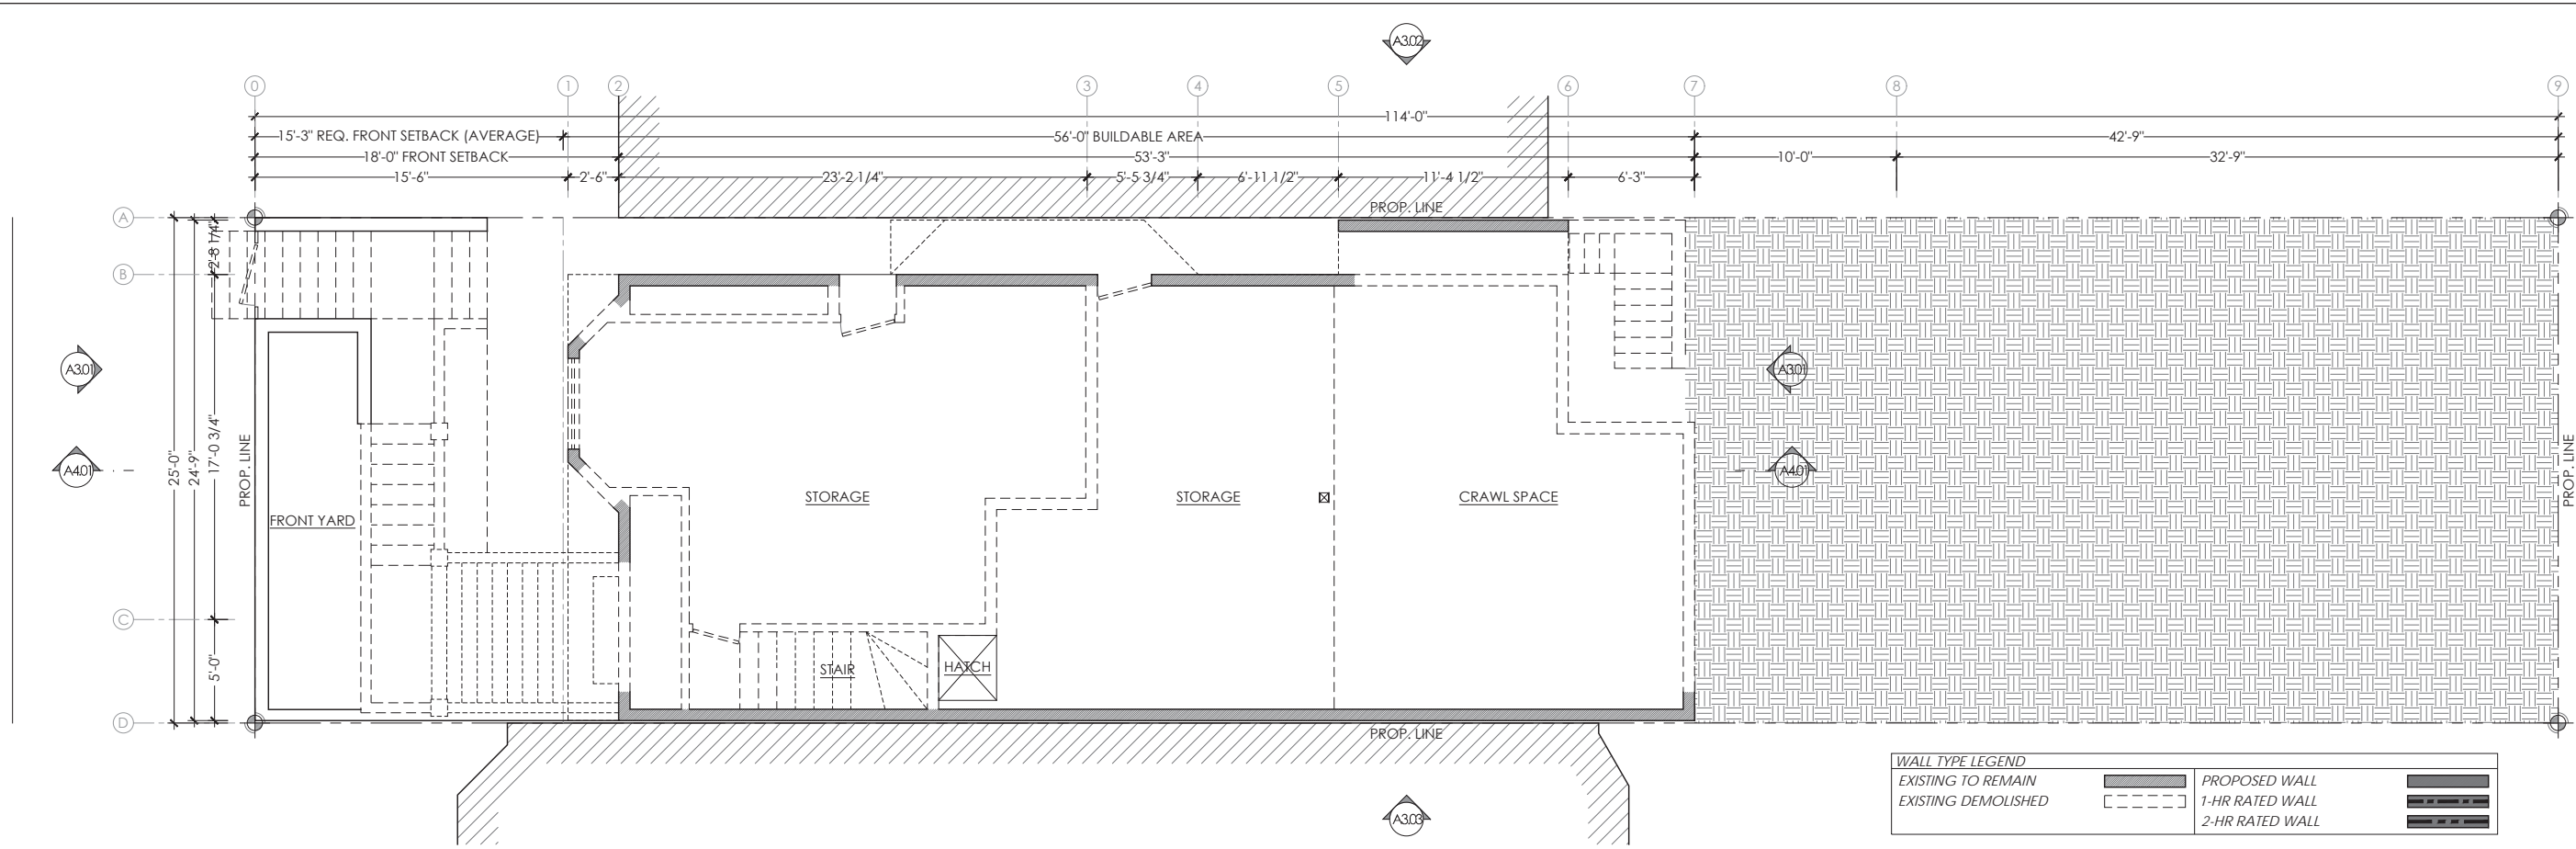 A3.02
0 1 2 3 4 5 6 7 8 9
114'-0"
15'-3" REQ. FRONT SETBACK (AVERAGE) 56'-0" BUILDABLE AREA 42'-9"
18'-0" FRONT SETBACK 53'-3" 10'-0" 32'-9"
15'-6" 2'-6" 23'-2 1/4" 5'-5 3/4" 6'-11 1/2" 11'-4 1/2" 6'-3"
PROP. LINE
A
B
C
D
25'-0"
24'-9"
2'-8 1/4"
17'-0 3/4"
5'-0"
PROP. LINE
A3.01
A4.01
FRONT YARD
STORAGE
STORAGE
CRAWL SPACE
STAIR
HATCH
A3.01
A4.01
PROP. LINE
PROP. LINE
A3.03
WALL TYPE LEGEND
EXISTING TO REMAIN
EXISTING DEMOLISHED
PROPOSED WALL
1-HR RATED WALL
2-HR RATED WALL